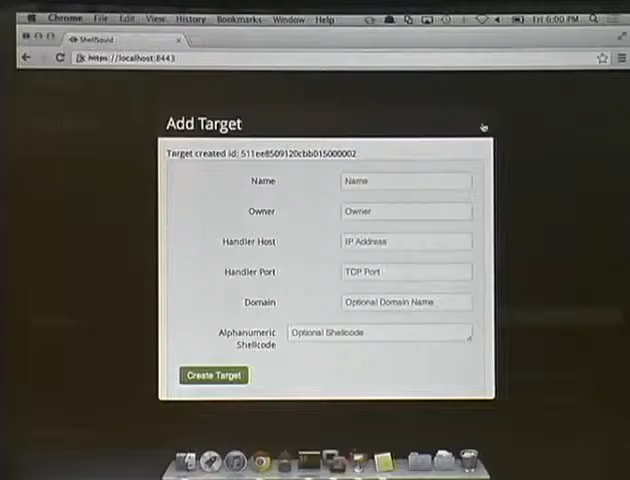 Chrome File Edit View History Bookmarks Window Help Fri 6:00 PM
ShellSquid
https://localhost:8443
Add Target
Target created id: 511ee8509120cbb015000002
Name Name
Owner Owner
Handler Host IP Address
Handler Port TCP Port
Domain Optional Domain Name
Alphanumeric Optional Shellcode
Shellcode
Create Target